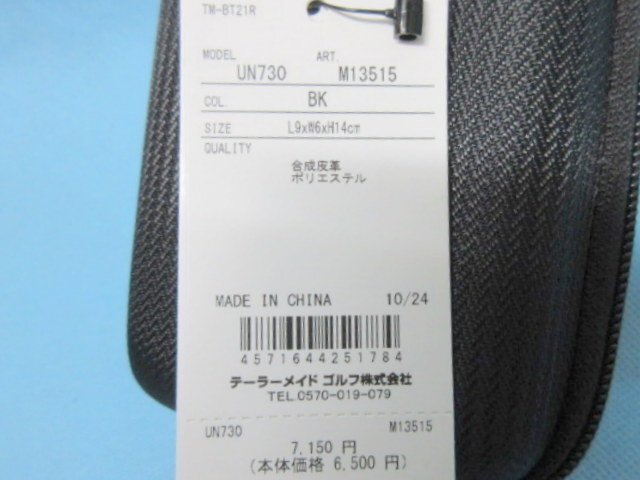 TM-BT21R
MODEL UN730 ART. M13515
COL. BK
SIZE L9xW6xH14cm
QUALITY
合成皮革
ポリエステル
MADE IN CHINA 10/24
4571644251784
テーラーメイド ゴルフ株式会社
TEL.0570-019-079
UN730 M13515
7,150 円
(本体価格 6,500 円)